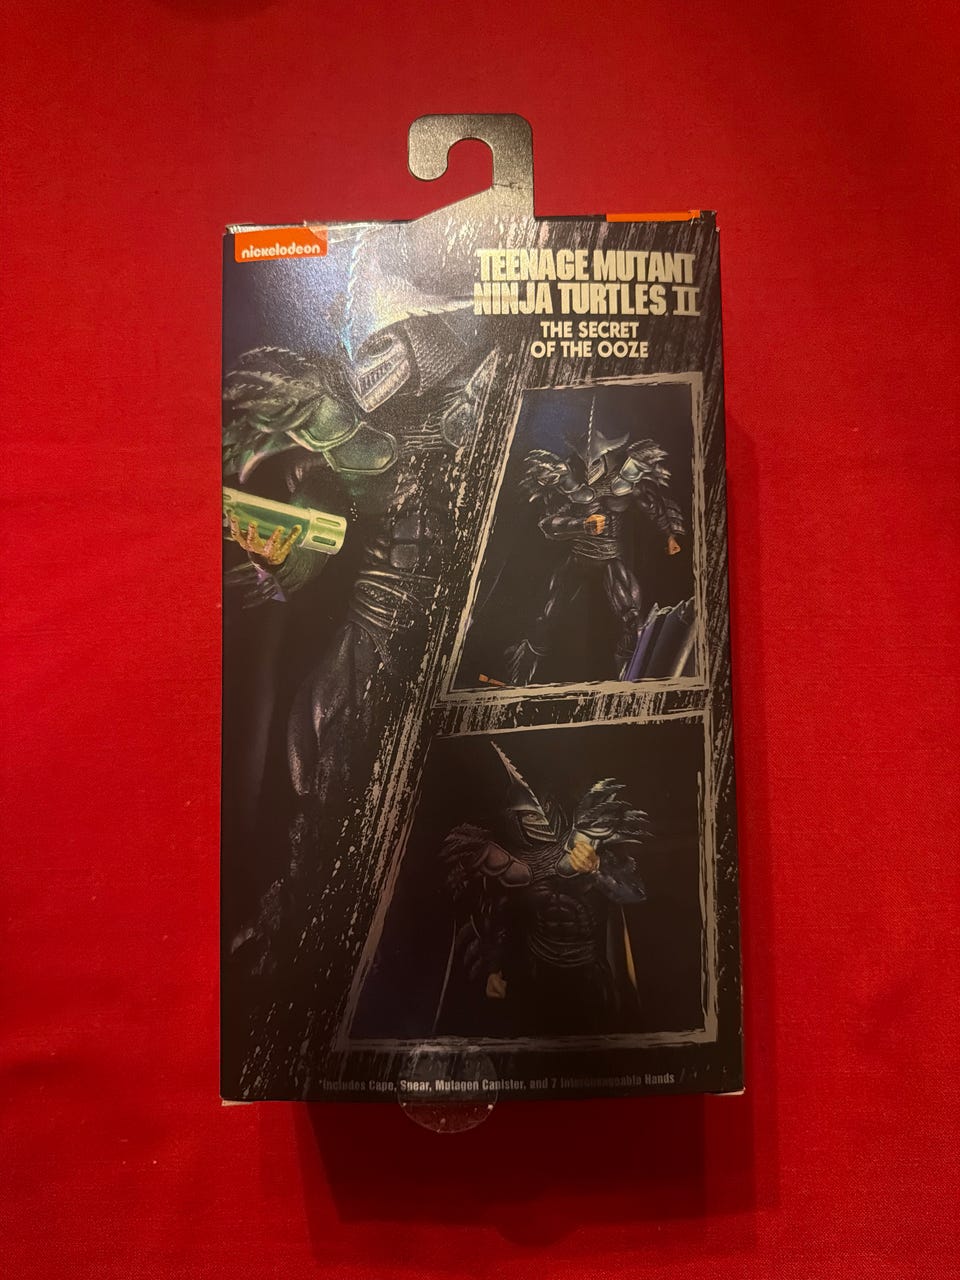 nickelodeon
TEENAGE MUTANT
NINJA TURTLES II
THE SECRET
OF THE OOZE
*Includes Cape, Spear, Mutagen Canister, and 7 Interchangeable Hands